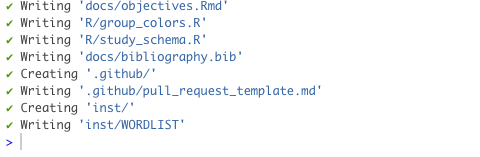 ✔ Writing 'docs/objectives.Rmd'
✔ Writing 'R/group_colors.R'
✔ Writing 'R/study_schema.R'
✔ Writing 'docs/bibliography.bib'
✔ Creating '.github/'
✔ Writing '.github/pull_request_template.md'
✔ Creating 'inst/'
✔ Writing 'inst/WORDLIST'
>